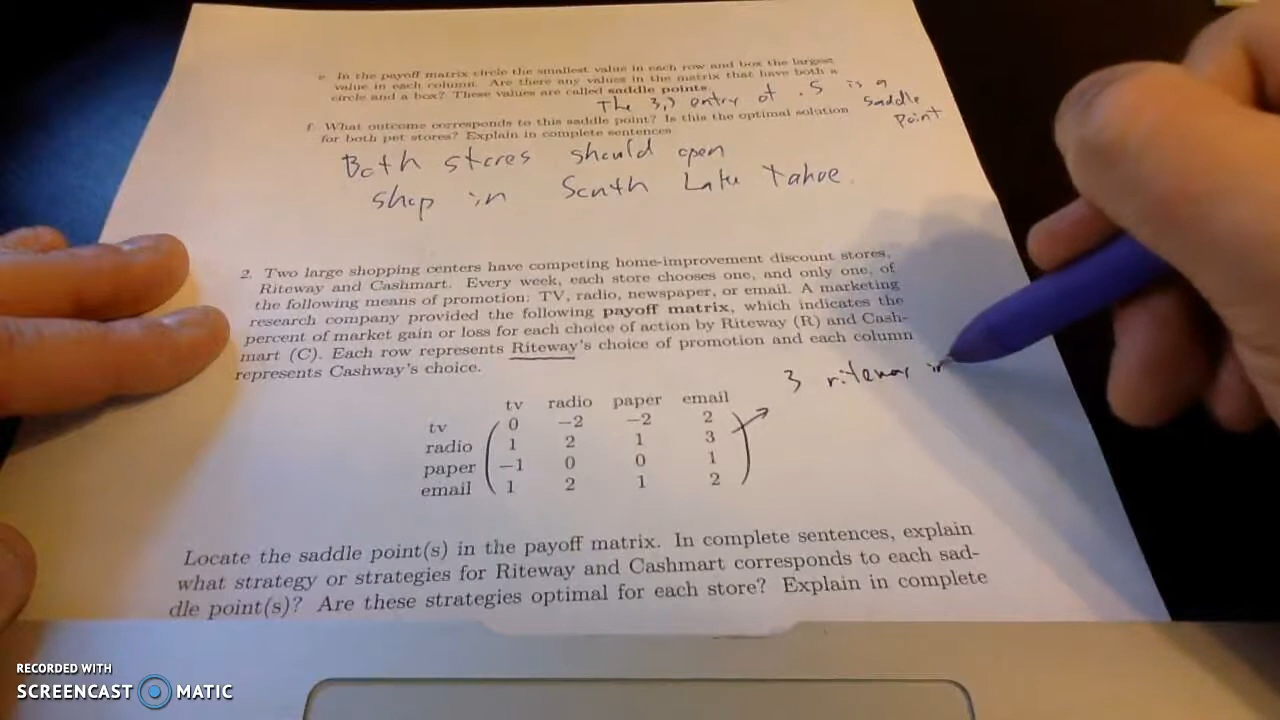 e. In the payoff matrix circle the smallest value in each row and box the largest
value in each column. Are there any values in the matrix that have both a
circle and a box? These values are called saddle points.
The 3,3 entry of .5 is a
saddle
point
f. What outcome corresponds to this saddle point? Is this the optimal solution
for both pet stores? Explain in complete sentences
Both stores should open
shop in South Lake Tahoe.
2. Two large shopping centers have competing home-improvement discount stores,
Riteway and Cashmart. Every week, each store chooses one, and only one, of
the following means of promotion: TV, radio, newspaper, or email. A marketing
research company provided the following payoff matrix, which indicates the
percent of market gain or loss for each choice of action by Riteway (R) and Cash-
mart (C). Each row represents Riteway's choice of promotion and each column
represents Cashway's choice.
3 riteway
tv radio paper email
tv 0 −2 −2 2
radio 1 2 1 3
paper −1 0 0 1
email 1 2 1 2
Locate the saddle point(s) in the payoff matrix. In complete sentences, explain
what strategy or strategies for Riteway and Cashmart corresponds to each sad-
dle point(s)? Are these strategies optimal for each store? Explain in complete
RECORDED WITH
SCREENCAST MATIC